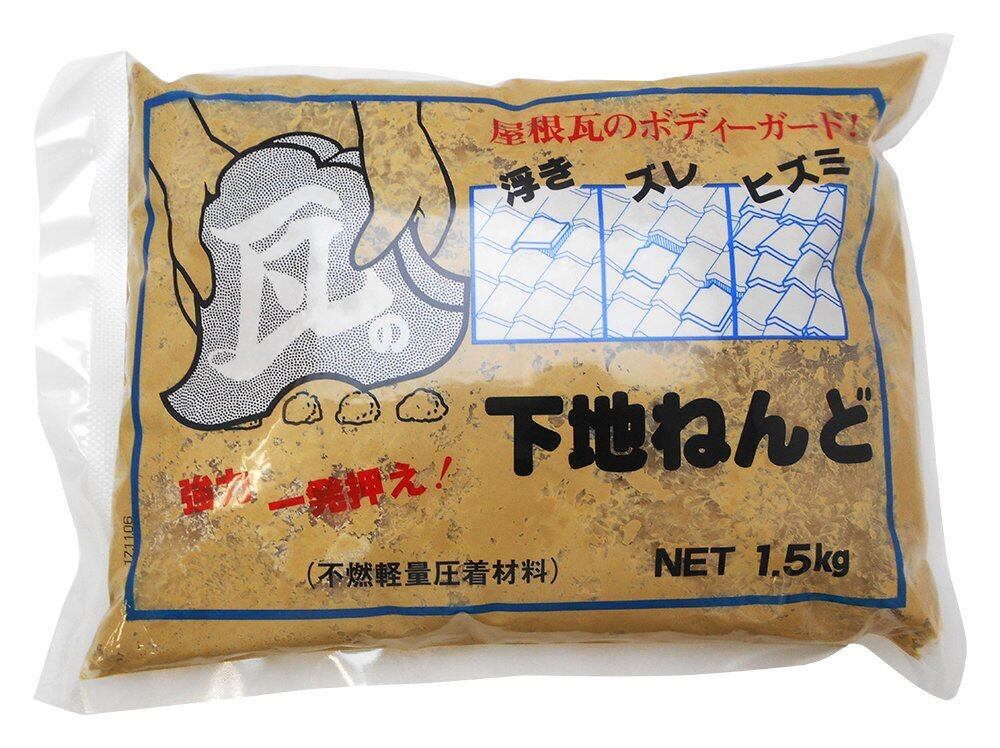 屋根瓦のボディーガード!
浮き ズレ ヒズミ
瓦の
下地ねんど
強力 一発押え!
(不燃軽量圧着材料)
NET 1.5kg
171106